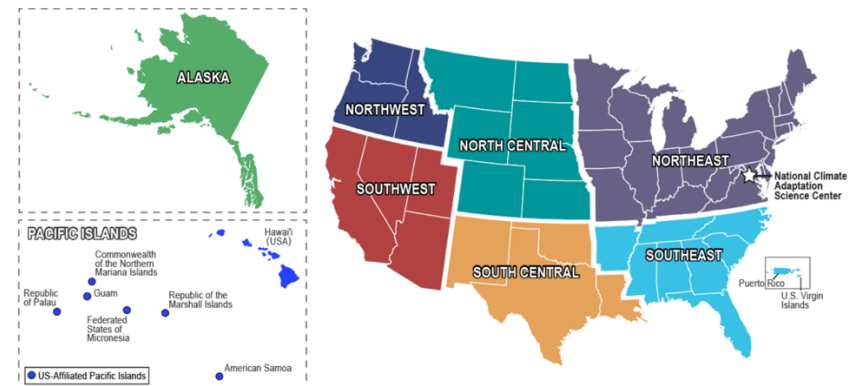 ALASKA
PACIFIC ISLANDS
Hawai'i
(USA)
Commonwealth
of the Northern
Mariana Islands
Republic
of Palau
Guam
Federated
States of
Micronesia
Republic of the
Marshall Islands
American Samoa
US-Affiliated Pacific Islands
NORTHWEST
NORTH CENTRAL
NORTHEAST
SOUTHWEST
National Climate
Adaptation
Science Center
SOUTH CENTRAL
SOUTHEAST
Puerto Rico
U.S. Virgin
Islands